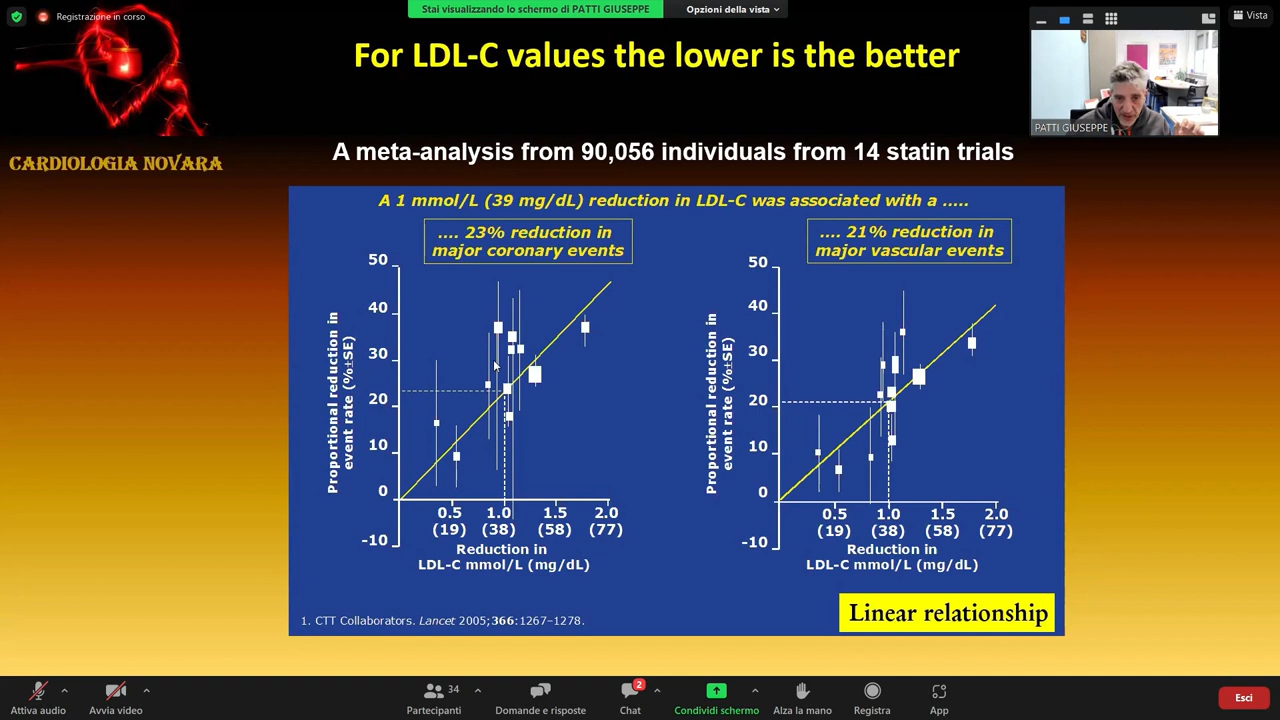 Registrazione in corso
Stai visualizzando lo schermo di PATTI GIUSEPPE
Opzioni della vista
Vista
PATTI GIUSEPPE
CARDIOLOGIA NOVARA
For LDL-C values the lower is the better
A meta-analysis from 90,056 individuals from 14 statin trials
A 1 mmol/L (39 mg/dL) reduction in LDL-C was associated with a .....
.... 23% reduction in
major coronary events
50
40
30
20
10
0
-10
Proportional reduction in
event rate (%±SE)
0.5 1.0 1.5 2.0
(19) (38) (58) (77)
Reduction in
LDL-C mmol/L (mg/dL)
.... 21% reduction in
major vascular events
50
40
30
20
10
0
-10
Proportional reduction in
event rate (%±SE)
0.5 1.0 1.5 2.0
(19) (38) (58) (77)
Reduction in
LDL-C mmol/L (mg/dL)
1. CTT Collaborators. Lancet 2005;366:1267–1278.
Linear relationship
Attiva audio
Avvia video
34
Partecipanti
Domande e risposte
2
Chat
Condividi schermo
Alza la mano
Registra
App
Esci